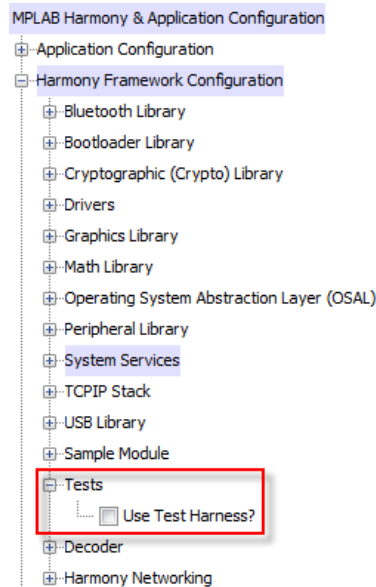 MPLAB Harmony & Application Configuration
Application Configuration
Harmony Framework Configuration
Bluetooth Library
Bootloader Library
Cryptographic (Crypto) Library
Drivers
Graphics Library
Math Library
Operating System Abstraction Layer (OSAL)
Peripheral Library
System Services
TCPIP Stack
USB Library
Sample Module
Tests
Use Test Harness?
Decoder
Harmony Networking